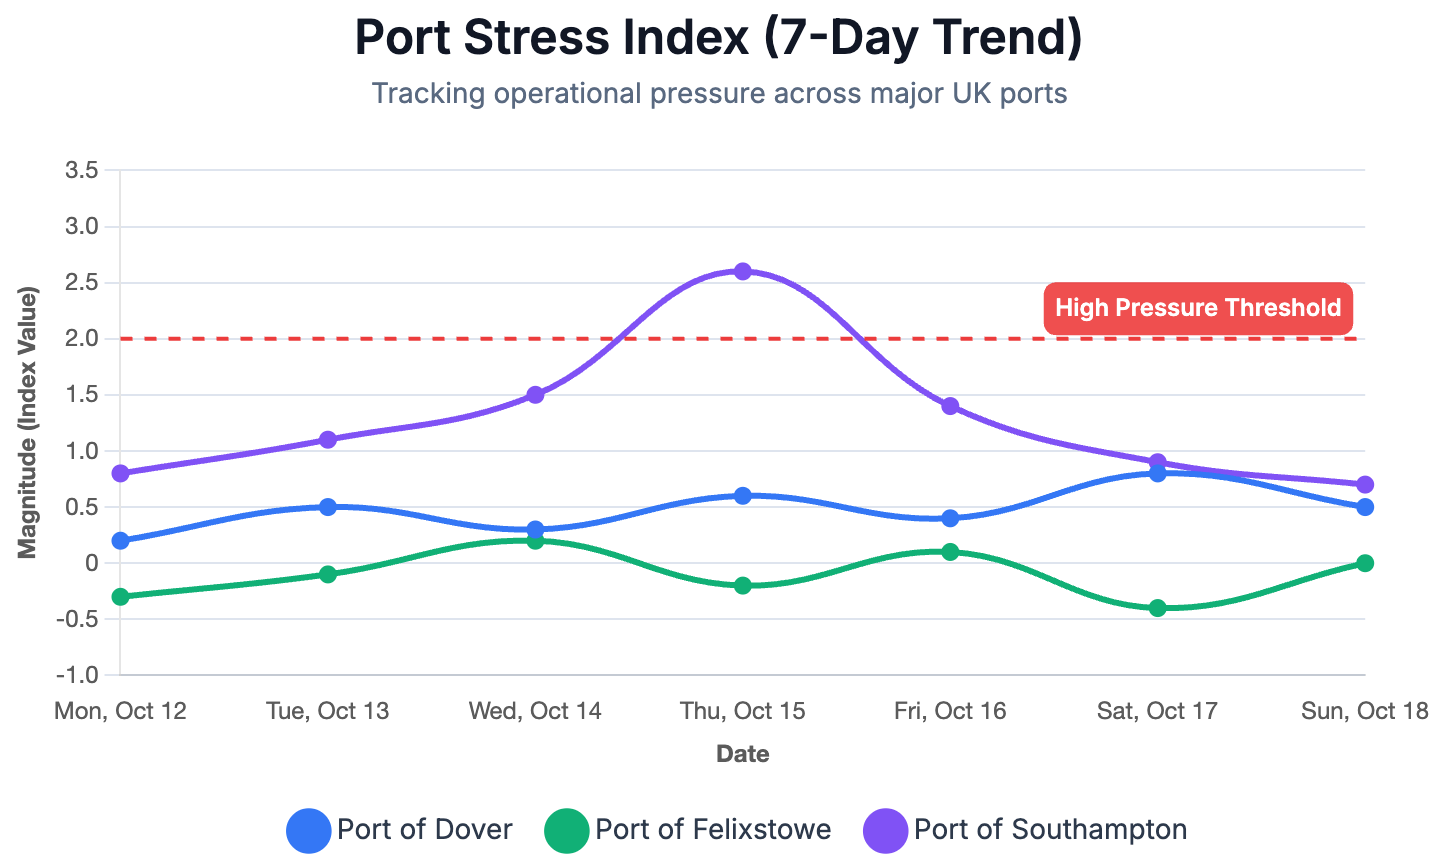 Port Stress Index (7-Day Trend)
Tracking operational pressure across major UK ports
3.5
3.0
2.5
High Pressure Threshold
2.0
1.5
1.0
0.5
0
-0.5
-1.0
Magnitude (Index Value)
Mon, Oct 12 Tue, Oct 13 Wed, Oct 14 Thu, Oct 15 Fri, Oct 16 Sat, Oct 17 Sun, Oct 18
Date
Port of Dover Port of Felixstowe Port of Southampton